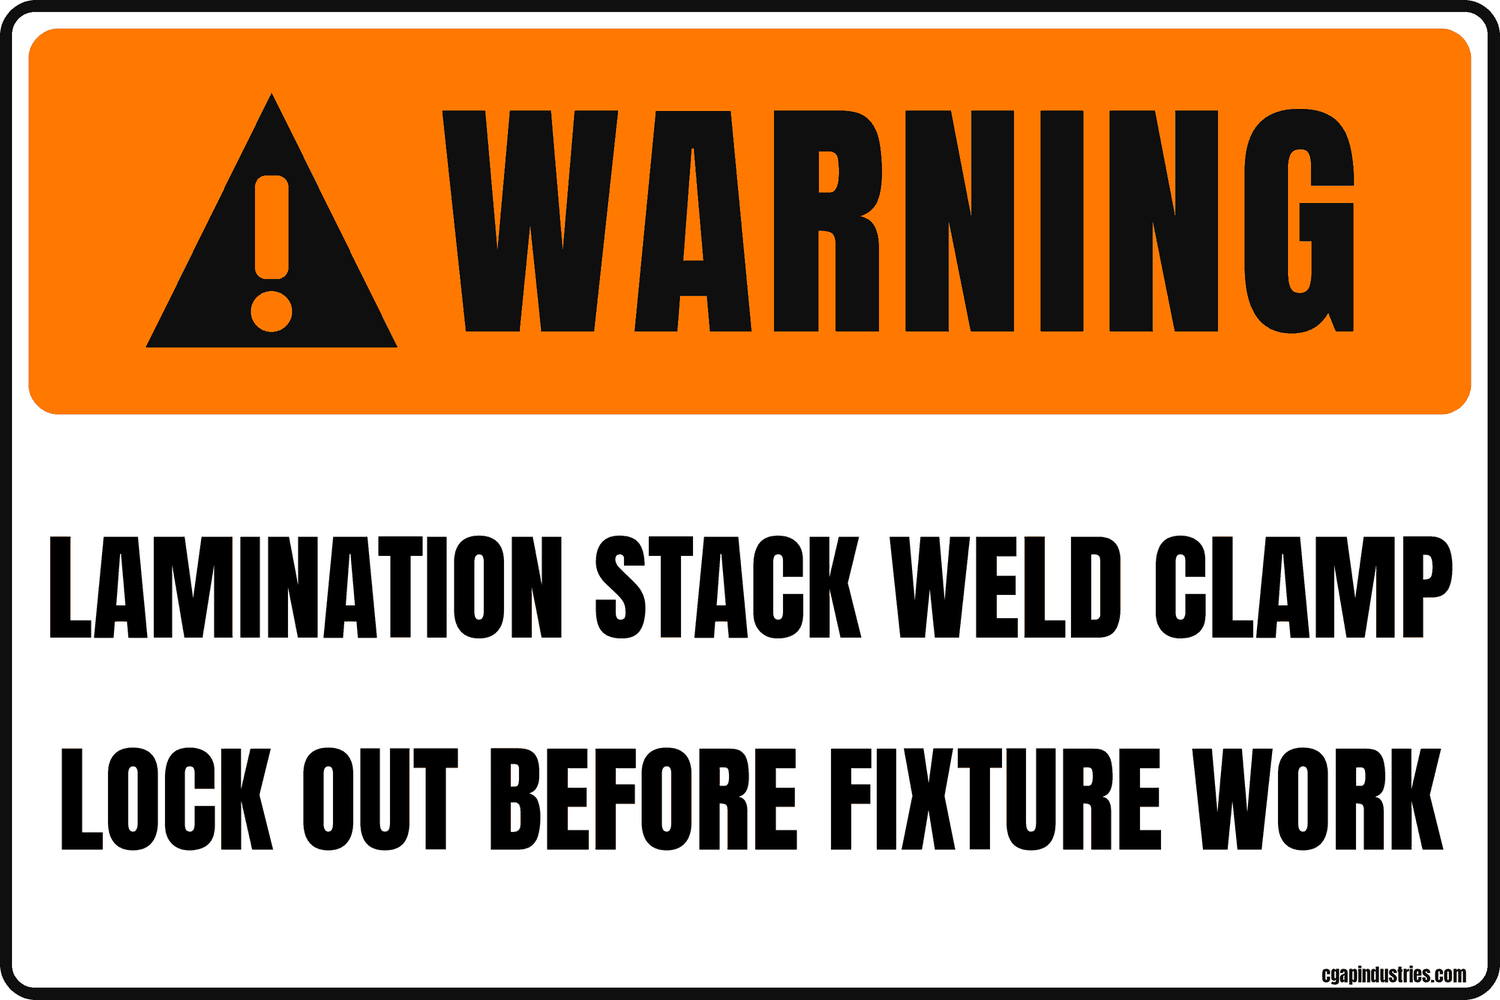 WARNING
LAMINATION STACK WELD CLAMP
LOCK OUT BEFORE FIXTURE WORK
cgapindustries.com